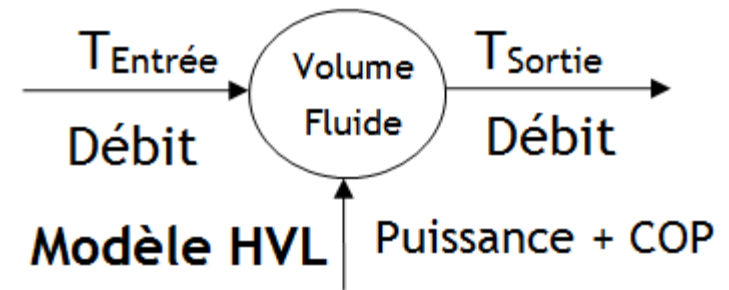 TEntrée
Volume
TSortie
Fluide
Débit
Débit
Modèle HVL
Puissance + COP